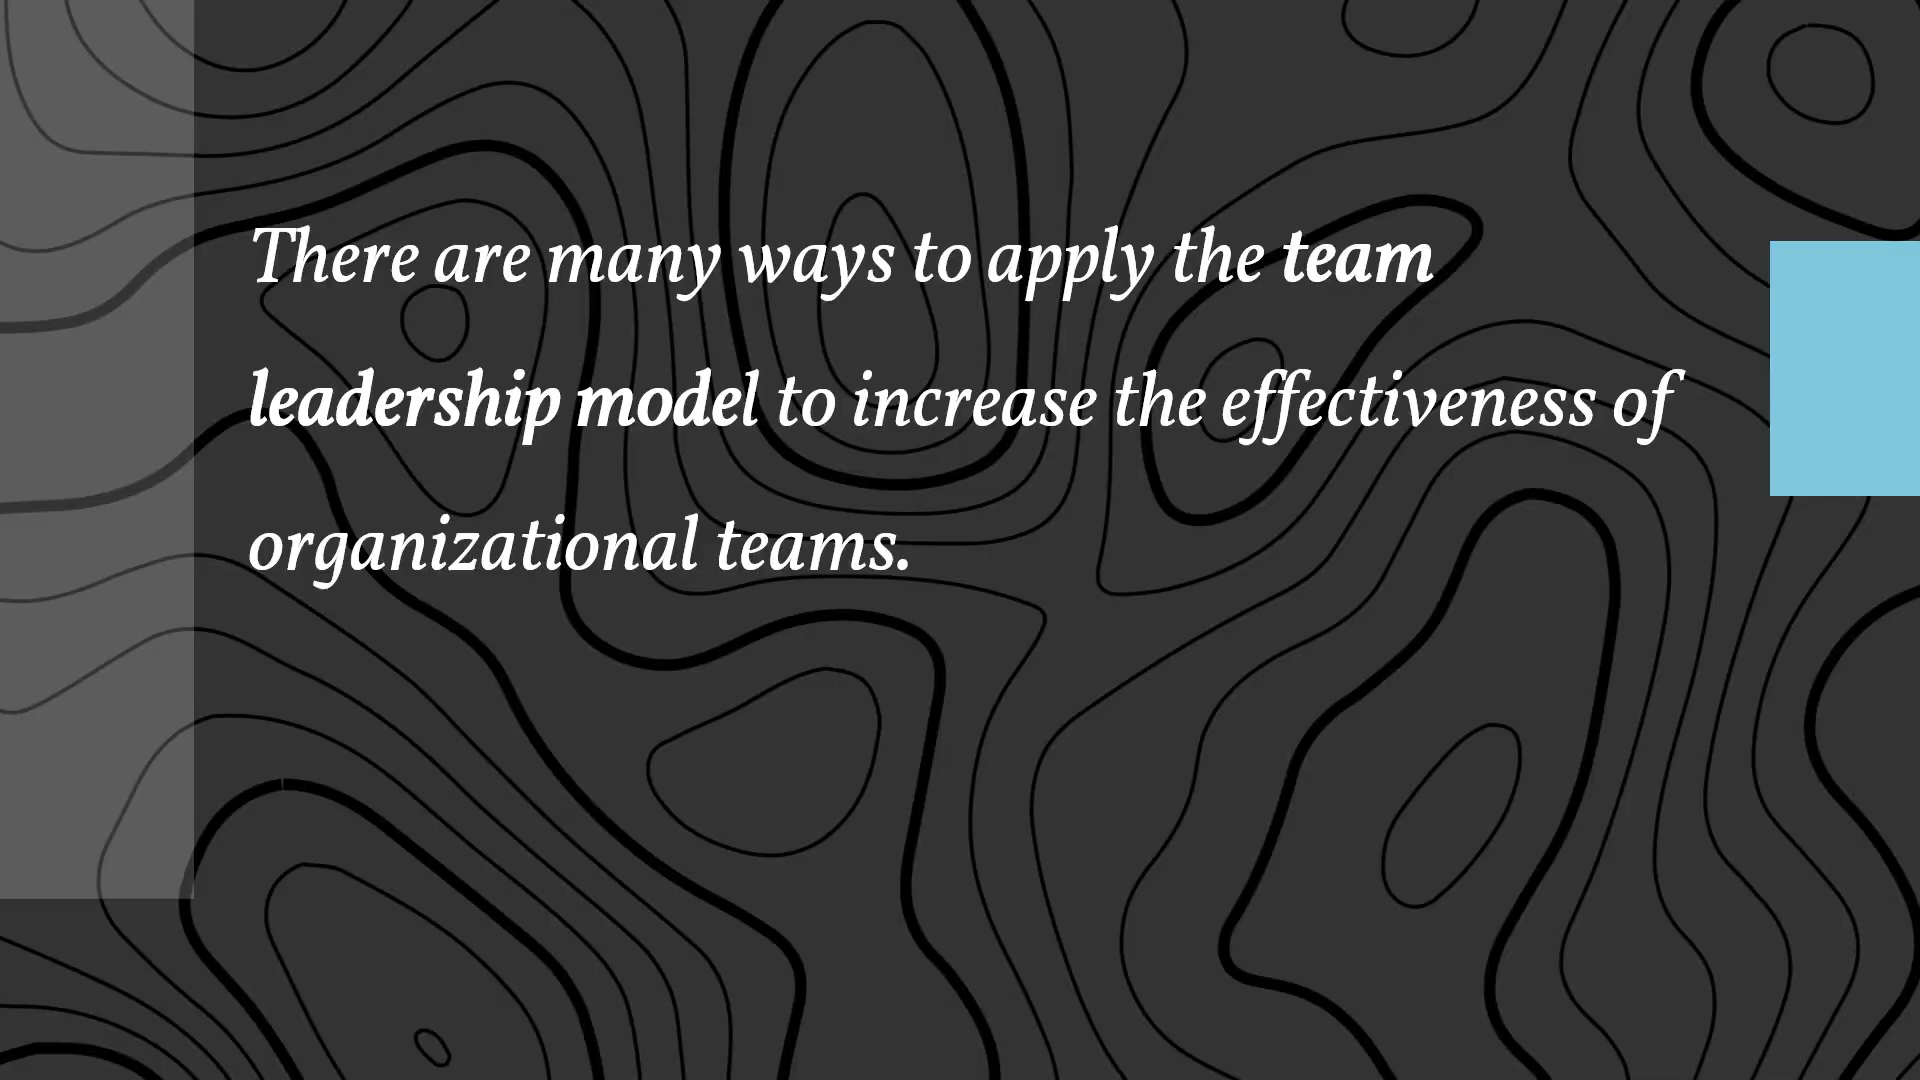 There are many ways to apply the team
leadership model to increase the effectiveness of
organizational teams.